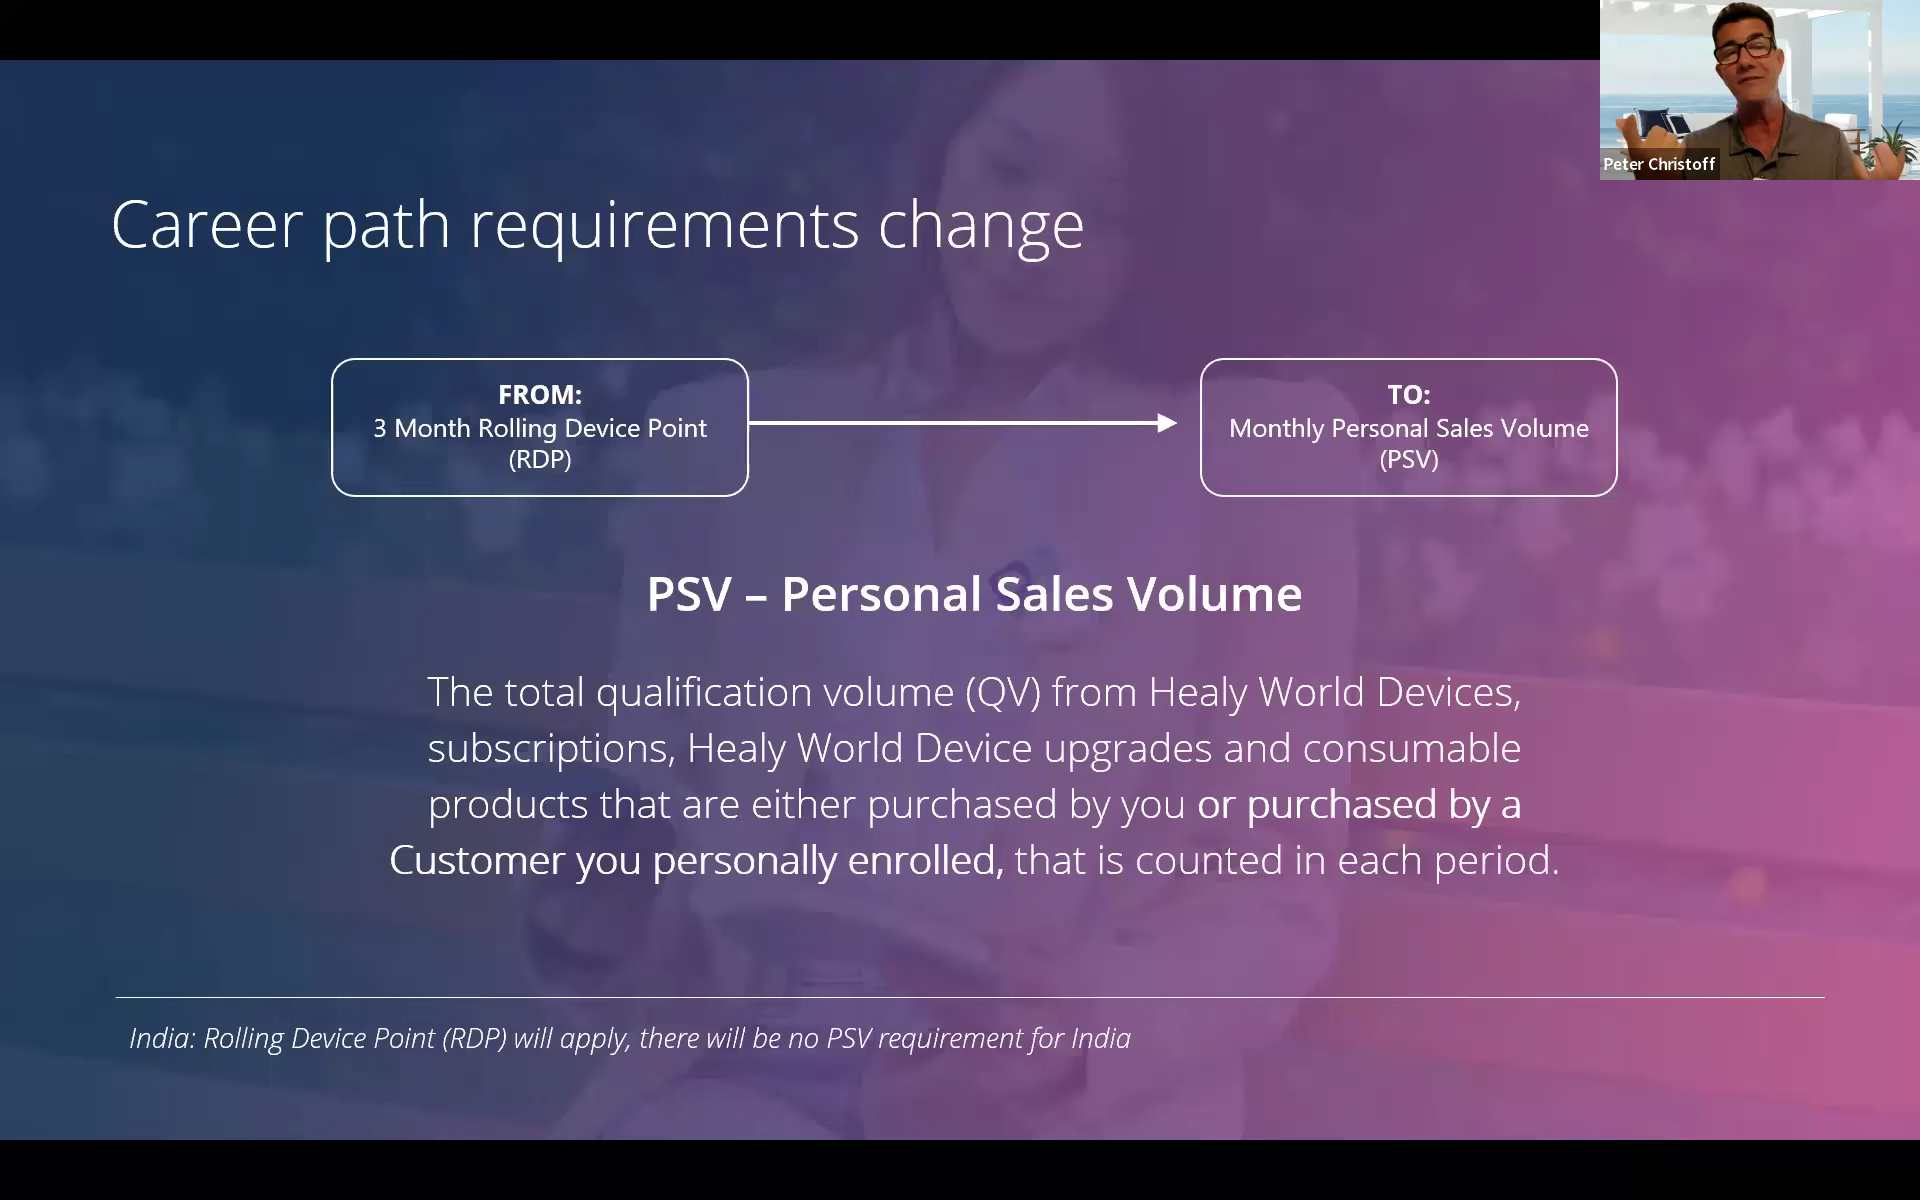 Peter Christoff
Career path requirements change
FROM:
3 Month Rolling Device Point
(RDP)
TO:
Monthly Personal Sales Volume
(PSV)
PSV – Personal Sales Volume
The total qualification volume (QV) from Healy World Devices,
subscriptions, Healy World Device upgrades and consumable
products that are either purchased by you or purchased by a
Customer you personally enrolled, that is counted in each period.
India: Rolling Device Point (RDP) will apply, there will be no PSV requirement for India